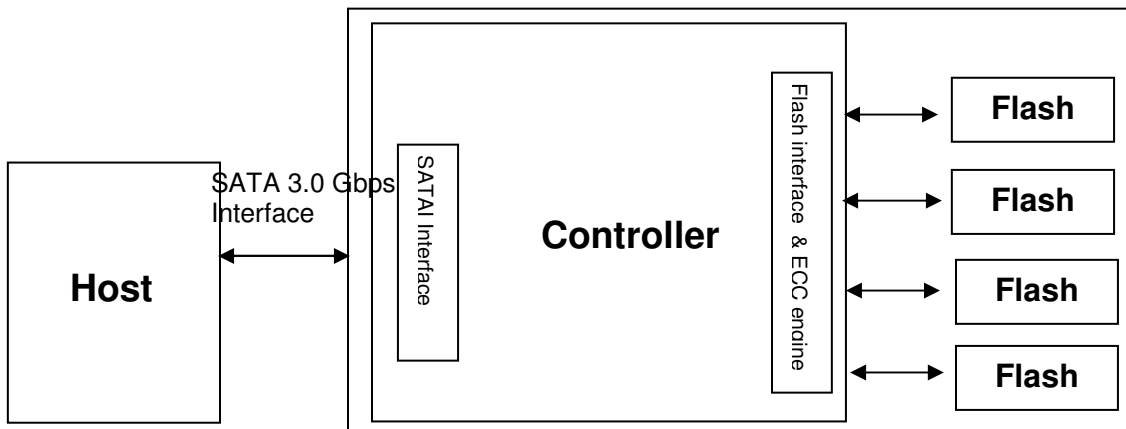 Host
SATA 3.0 Gbps
Interface
SATAI Interface
Controller
Flash interface & ECC engine
Flash
Flash
Flash
Flash